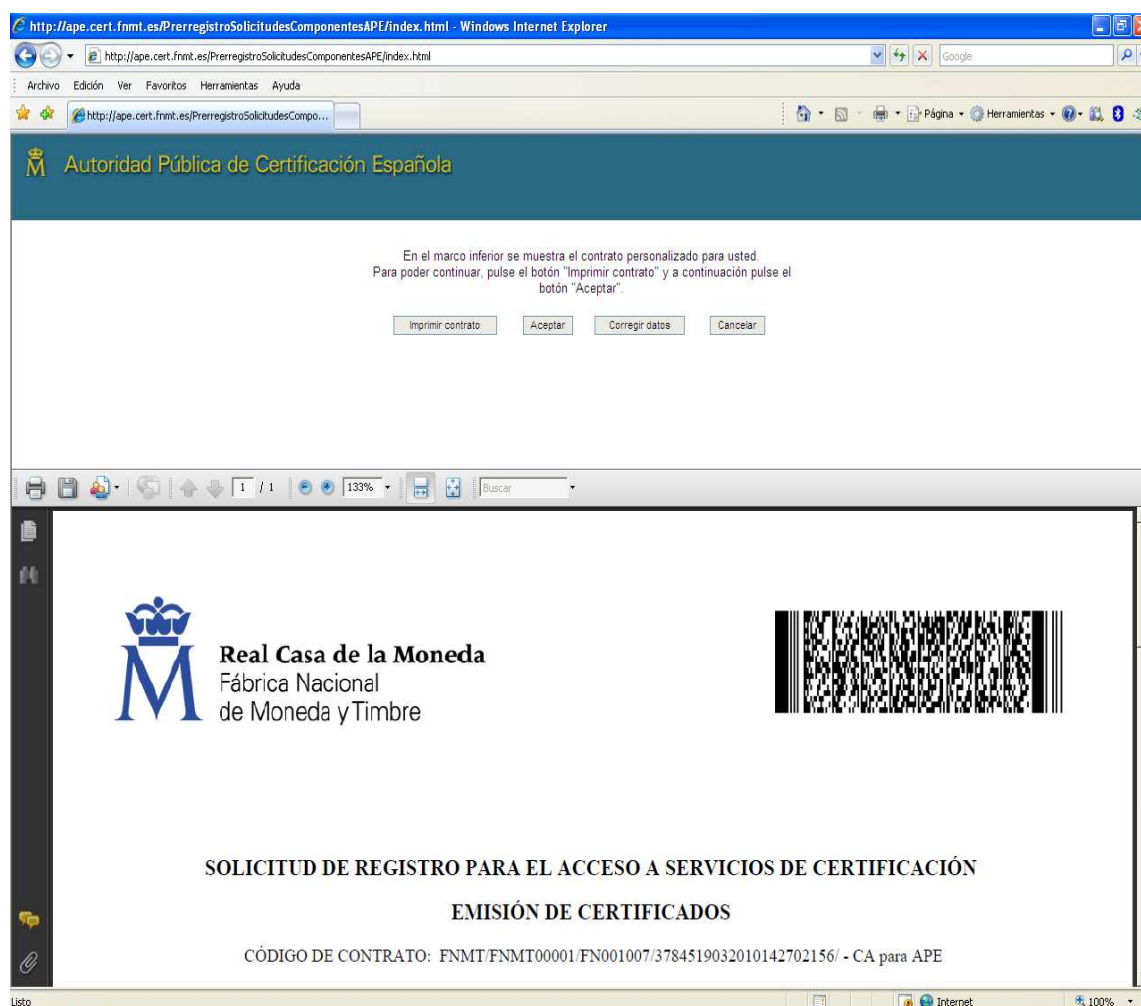 http://ape.cert.fnmt.es/PrerregistroSolicitudesComponentesAPE/index.html - Windows Internet Explorer
http://ape.cert.fnmt.es/PrerregistroSolicitudesComponentesAPE/index.html
Google
Archivo Edición Ver Favoritos Herramientas Ayuda
http://ape.cert.fnmt.es/PrerregistroSolicitudesCompo...
Página Herramientas
Autoridad Pública de Certificación Española
En el marco inferior se muestra el contrato personalizado para usted.
Para poder continuar, pulse el botón "Imprimir contrato" y a continuación pulse el
botón "Aceptar".
Imprimir contrato Aceptar Corregir datos Cancelar
1 / 1 133% Buscar
Real Casa de la Moneda
Fábrica Nacional
de Moneda y Timbre
SOLICITUD DE REGISTRO PARA EL ACCESO A SERVICIOS DE CERTIFICACIÓN
EMISIÓN DE CERTIFICADOS
CÓDIGO DE CONTRATO: FNMT/FNMT00001/FN001007/3784519032010142702156/ - CA para APE
Listo Internet 100%